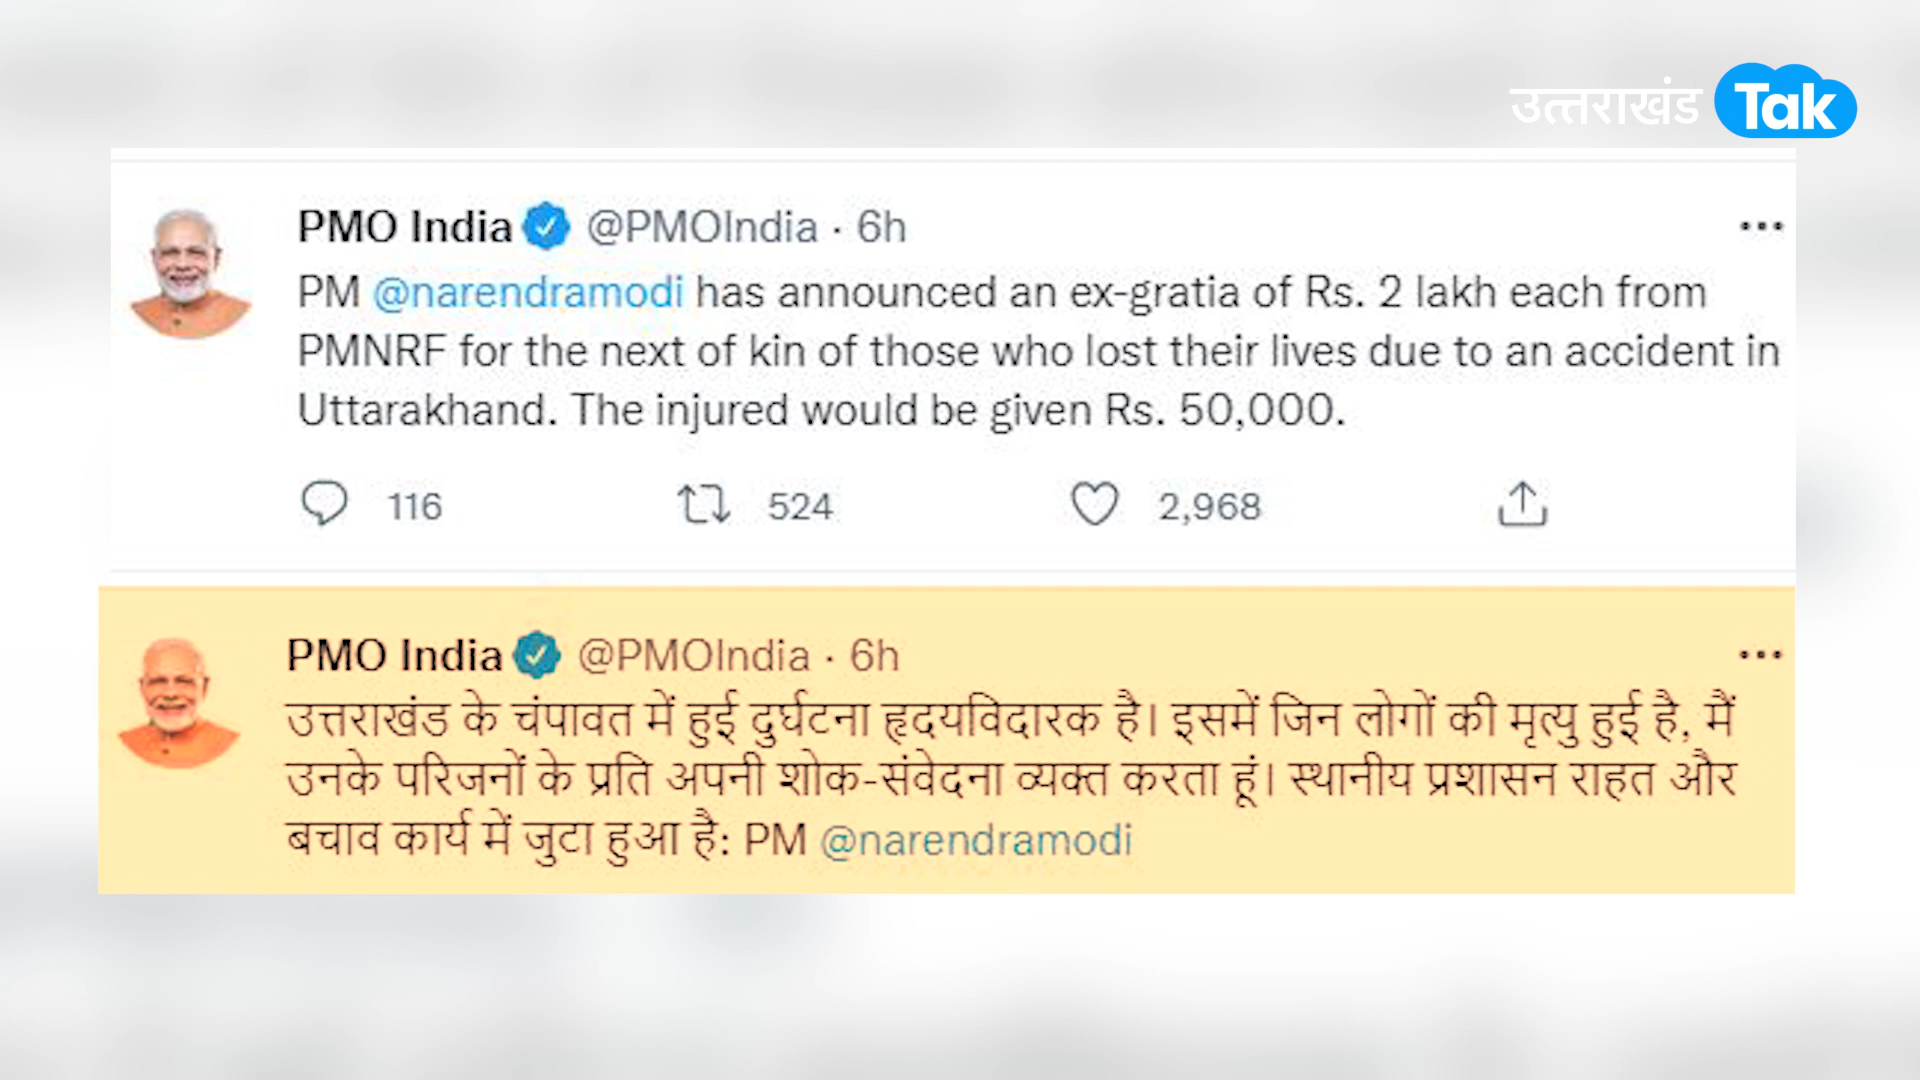 उत्तराखंड Tak
PMO India @PMOIndia · 6h
PM @narendramodi has announced an ex-gratia of Rs. 2 lakh each from
PMNRF for the next of kin of those who lost their lives due to an accident in
Uttarakhand. The injured would be given Rs. 50,000.
116 524 2,968
PMO India @PMOIndia · 6h
उत्तराखंड के चंपावत में हुई दुर्घटना हृदयविदारक है। इसमें जिन लोगों की मृत्यु हुई है, मैं
उनके परिजनों के प्रति अपनी शोक-संवेदना व्यक्त करता हूं। स्थानीय प्रशासन राहत और
बचाव कार्य में जुटा हुआ है: PM @narendramodi